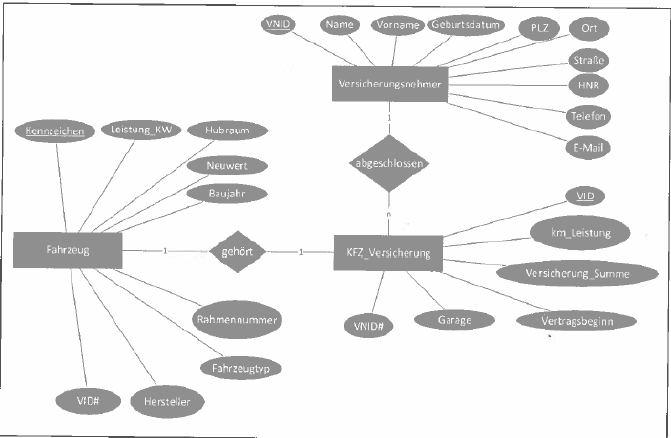 VNID
Name
Vorname
Geburtsdatum
PLZ
Ort
Straße
HNR
Telefon
E-Mail
Versicherungsnehmer
1
abgeschlossen
n
Kennzeichen
Leistung_KW
Hubraum
Neuwert
Baujahr
Fahrzeug
1
gehört
1
KFZ_Versicherung
VID
km_Leistung
Versicherung_Summe
Vertragsbeginn
Garage
VNID#
Rahmennummer
Fahrzeugtyp
Hersteller
VID#